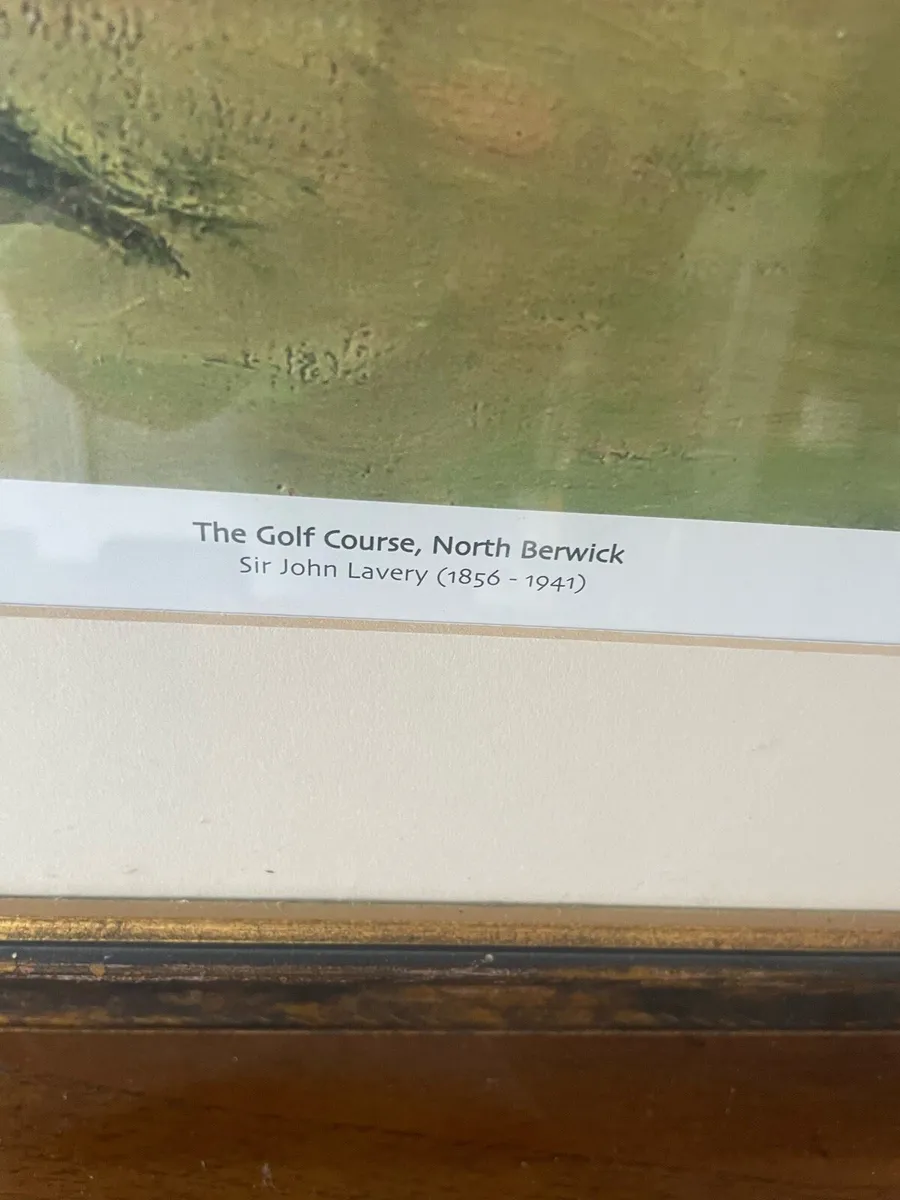 The Golf Course, North Berwick
Sir John Lavery (1856 - 1941)